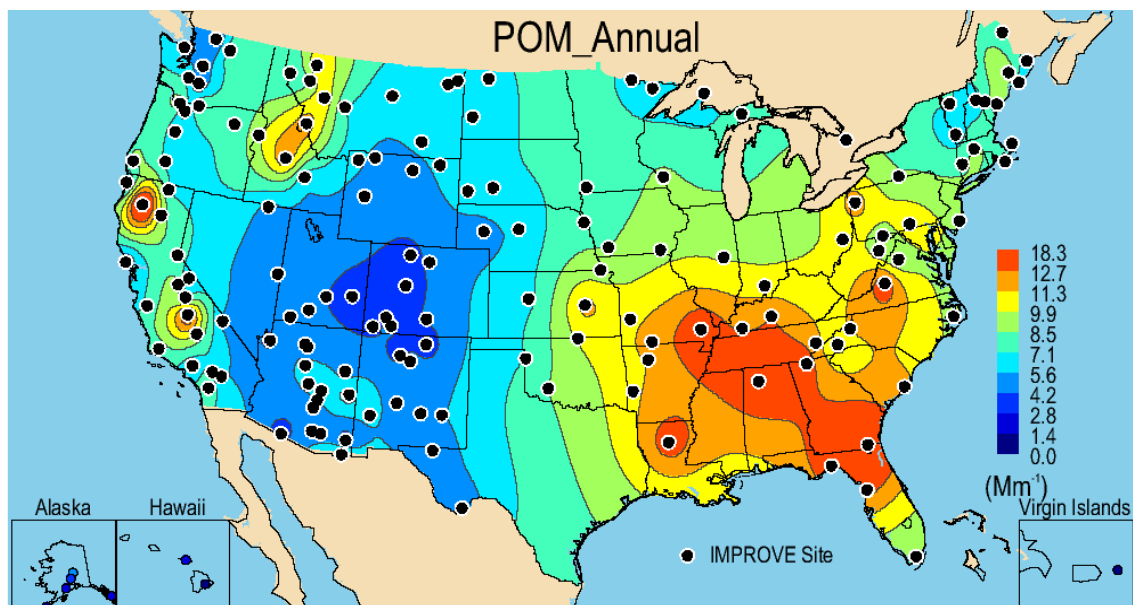 POM_Annual
18.3
12.7
11.3
9.9
8.5
7.1
5.6
4.2
2.8
1.4
0.0
(Mm⁻¹)
Alaska
Hawaii
Virgin Islands
IMPROVE Site